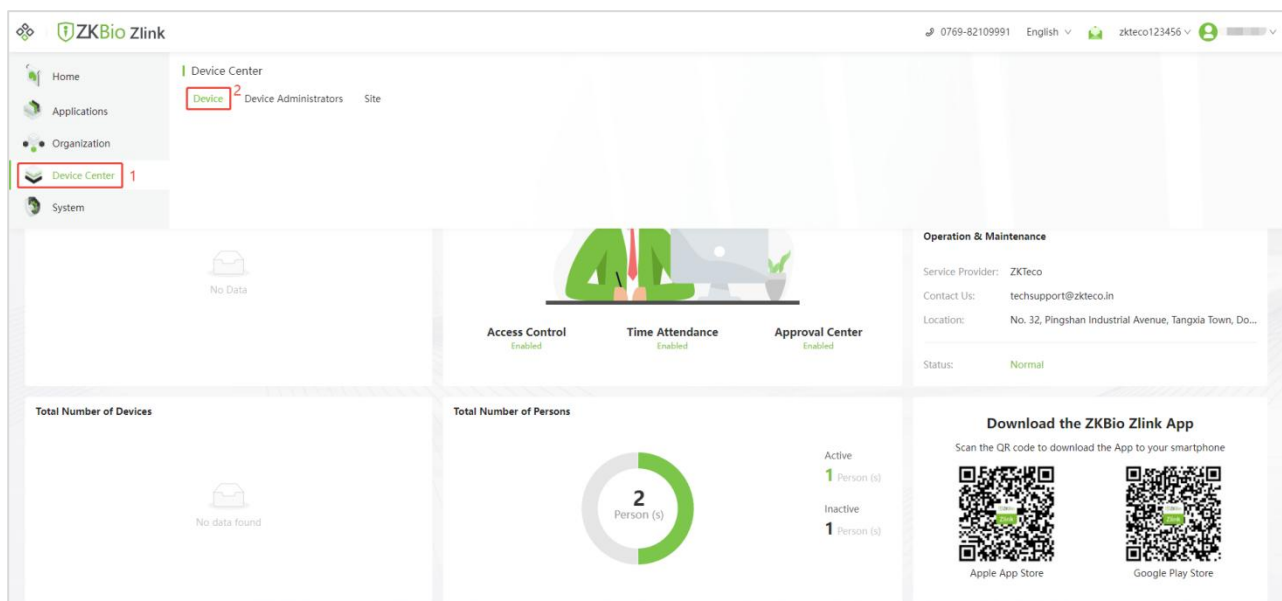 ZKBio Zlink
0769-82109991 English zkteco123456
Home
Applications
Organization
Device Center 1
System
Device Center
Device 2 Device Administrators Site
No Data
Access Control Time Attendance Approval Center
Enabled Enabled Enabled
Operation & Maintenance
Service Provider: ZKTeco
Contact Us: techsupport@zkteco.in
Location: No. 32, Pingshan Industrial Avenue, Tangxia Town, Do...
Status: Normal
Total Number of Devices
No data found
Total Number of Persons
2
Person (s)
Active
1 Person (s)
Inactive
1 Person (s)
Download the ZKBio Zlink App
Scan the QR code to download the App to your smartphone
Apple App Store Google Play Store